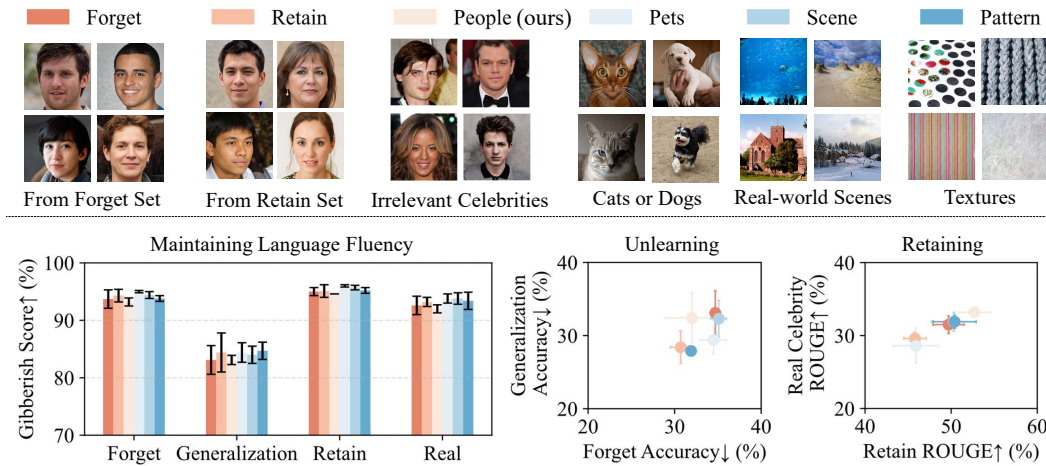 Forget Retain People (ours) Pets Scene Pattern
From Forget Set From Retain Set Irrelevant Celebrities Cats or Dogs Real-world Scenes Textures
Maintaining Language Fluency
Gibberish Score↑ (%)
100
90
80
70
Forget Generalization Retain Real
Unlearning
Generalization
Accuracy↓ (%)
40
30
20
20 30 40
Forget Accuracy↓ (%)
Retaining
Real Celebrity
ROUGE↑ (%)
40
30
20
40 50 60
Retain ROUGE↑ (%)